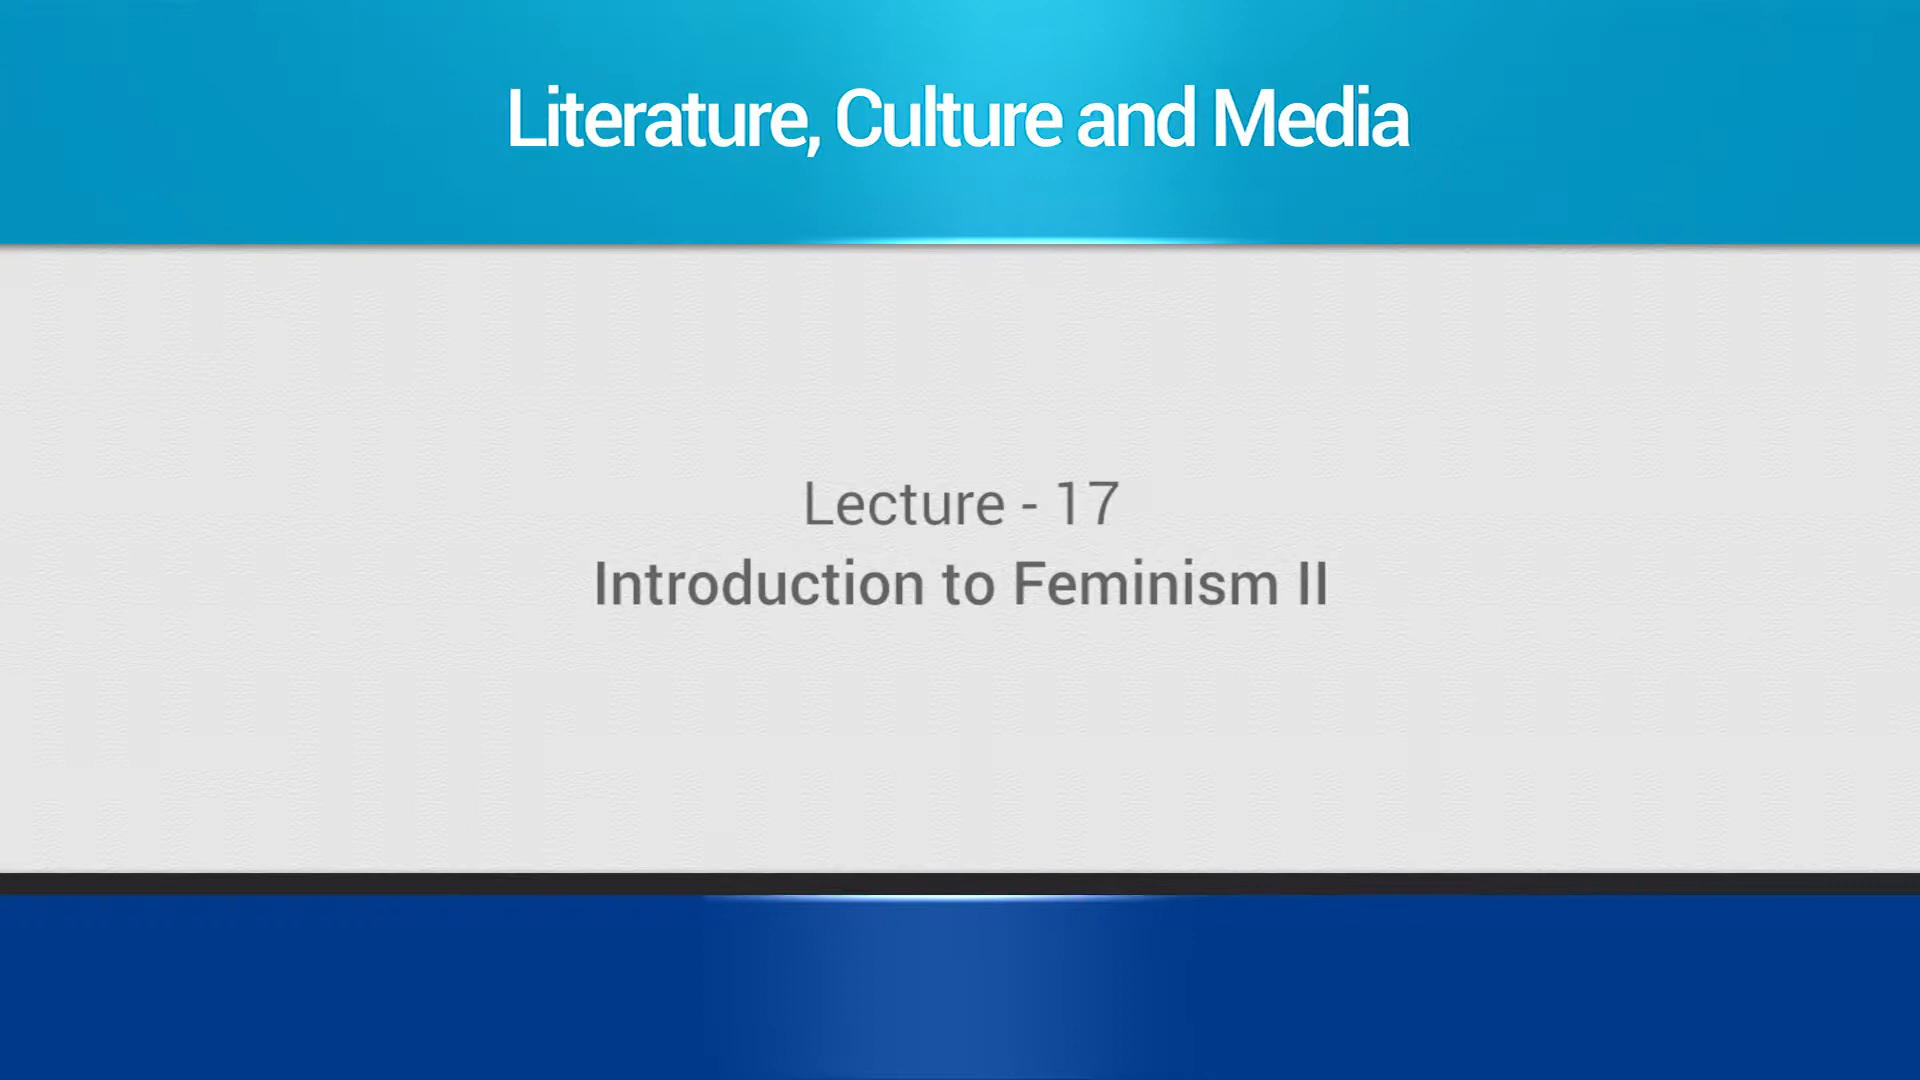 Literature, Culture and Media
Lecture - 17
Introduction to Feminism II